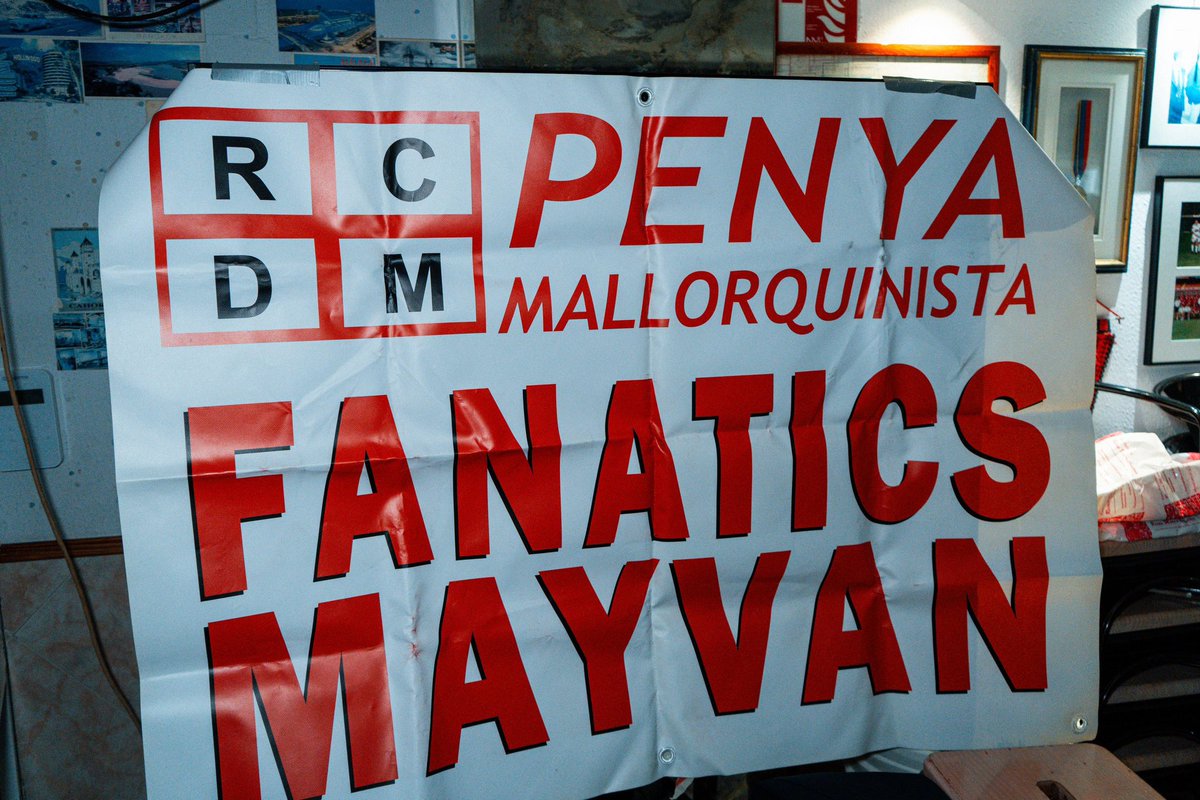 R C
D M
PENYA
MALLORQUINISTA
FANATICS
MAYVAN